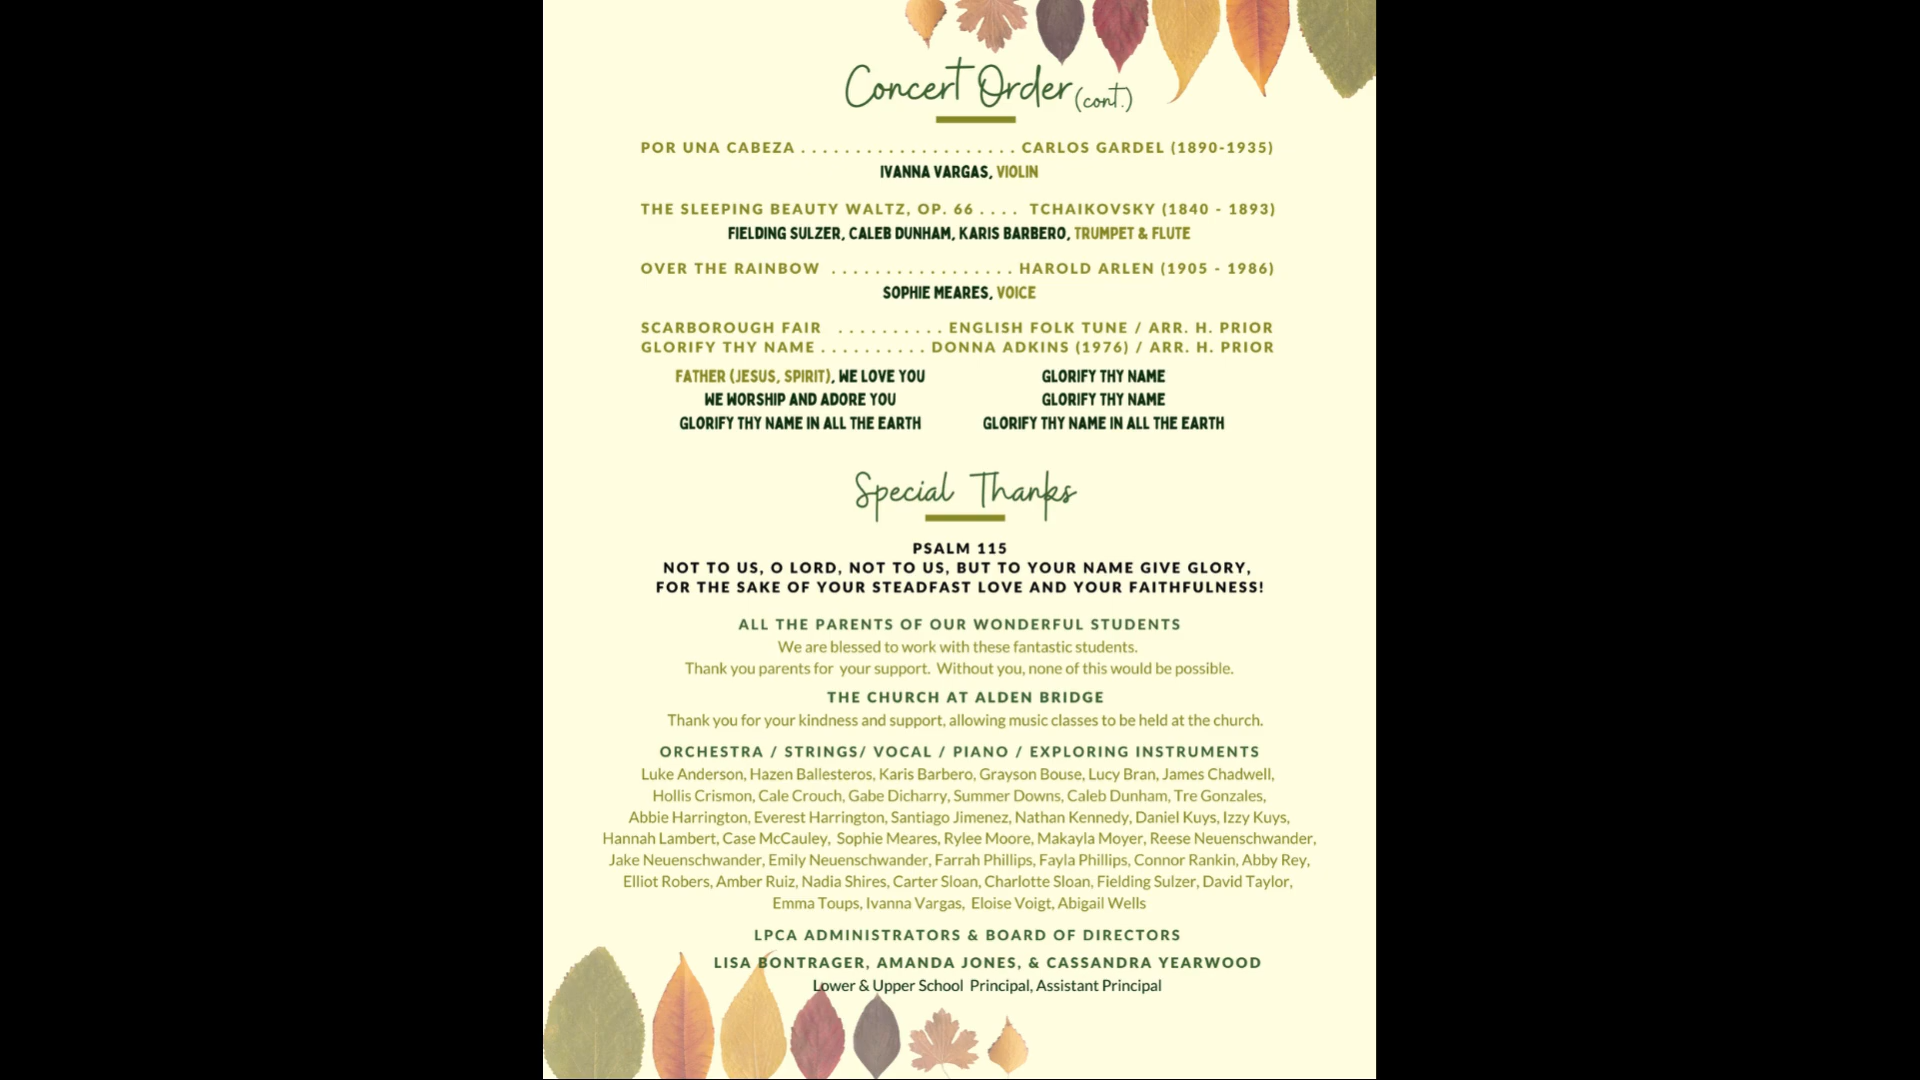 Concert Order (cont.)
POR UNA CABEZA . . . . . . . . . . . . . . . . . . . . CARLOS GARDEL (1890-1935)
IVANNA VARGAS, VIOLIN
THE SLEEPING BEAUTY WALTZ, OP. 66 . . . . TCHAIKOVSKY (1840 - 1893)
FIELDING SULZER, CALEB DUNHAM, KARIS BARBERO, TRUMPET & FLUTE
OVER THE RAINBOW . . . . . . . . . . . . . . . . . HAROLD ARLEN (1905 - 1986)
SOPHIE MEARES, VOICE
SCARBOROUGH FAIR . . . . . . . . . . ENGLISH FOLK TUNE / ARR. H. PRIOR
GLORIFY THY NAME . . . . . . . . . . DONNA ADKINS (1976) / ARR. H. PRIOR
FATHER (JESUS, SPIRIT), WE LOVE YOU
WE WORSHIP AND ADORE YOU
GLORIFY THY NAME IN ALL THE EARTH
GLORIFY THY NAME
GLORIFY THY NAME
GLORIFY THY NAME IN ALL THE EARTH
Special Thanks
PSALM 115
NOT TO US, O LORD, NOT TO US, BUT TO YOUR NAME GIVE GLORY,
FOR THE SAKE OF YOUR STEADFAST LOVE AND YOUR FAITHFULNESS!
ALL THE PARENTS OF OUR WONDERFUL STUDENTS
We are blessed to work with these fantastic students.
Thank you parents for your support. Without you, none of this would be possible.
THE CHURCH AT ALDEN BRIDGE
Thank you for your kindness and support, allowing music classes to be held at the church.
ORCHESTRA / STRINGS/ VOCAL / PIANO / EXPLORING INSTRUMENTS
Luke Anderson, Hazen Ballesteros, Karis Barbero, Grayson Bouse, Lucy Bran, James Chadwell,
Hollis Crismon, Cale Crouch, Gabe Dicharry, Summer Downs, Caleb Dunham, Tre Gonzales,
Abbie Harrington, Everest Harrington, Santiago Jimenez, Nathan Kennedy, Daniel Kuys, Izzy Kuys,
Hannah Lambert, Case McCauley, Sophie Meares, Rylee Moore, Makayla Moyer, Reese Neuenschwander,
Jake Neuenschwander, Emily Neuenschwander, Farrah Phillips, Fayla Phillips, Connor Rankin, Abby Rey,
Elliot Robers, Amber Ruiz, Nadia Shires, Carter Sloan, Charlotte Sloan, Fielding Sulzer, David Taylor,
Emma Toups, Ivanna Vargas, Eloise Voigt, Abigail Wells
LPCA ADMINISTRATORS & BOARD OF DIRECTORS
LISA BONTRAGER, AMANDA JONES, & CASSANDRA YEARWOOD
Lower & Upper School Principal, Assistant Principal